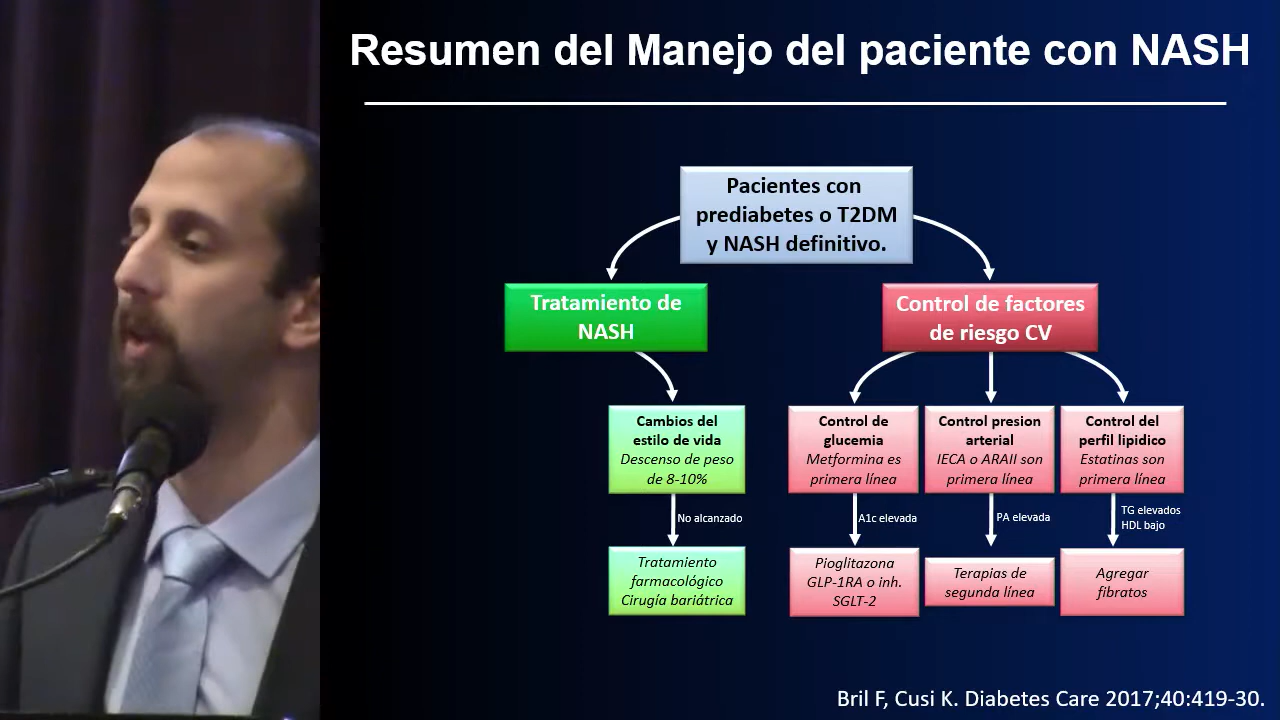 Resumen del Manejo del paciente con NASH
Pacientes con
prediabetes o T2DM
y NASH definitivo.
Tratamiento de
NASH
Control de factores
de riesgo CV
Cambios del
estilo de vida
Descenso de peso
de 8-10%
Control de
glucemia
Metformina es
primera línea
Control presion
arterial
IECA o ARAII son
primera línea
Control del
perfil lipidico
Estatinas son
primera línea
No alcanzado
A1c elevada
PA elevada
TG elevados
HDL bajo
Tratamiento
farmacológico
Cirugía bariátrica
Pioglitazona
GLP-1RA o inh.
SGLT-2
Terapias de
segunda línea
Agregar
fibratos
Bril F, Cusi K. Diabetes Care 2017;40:419-30.